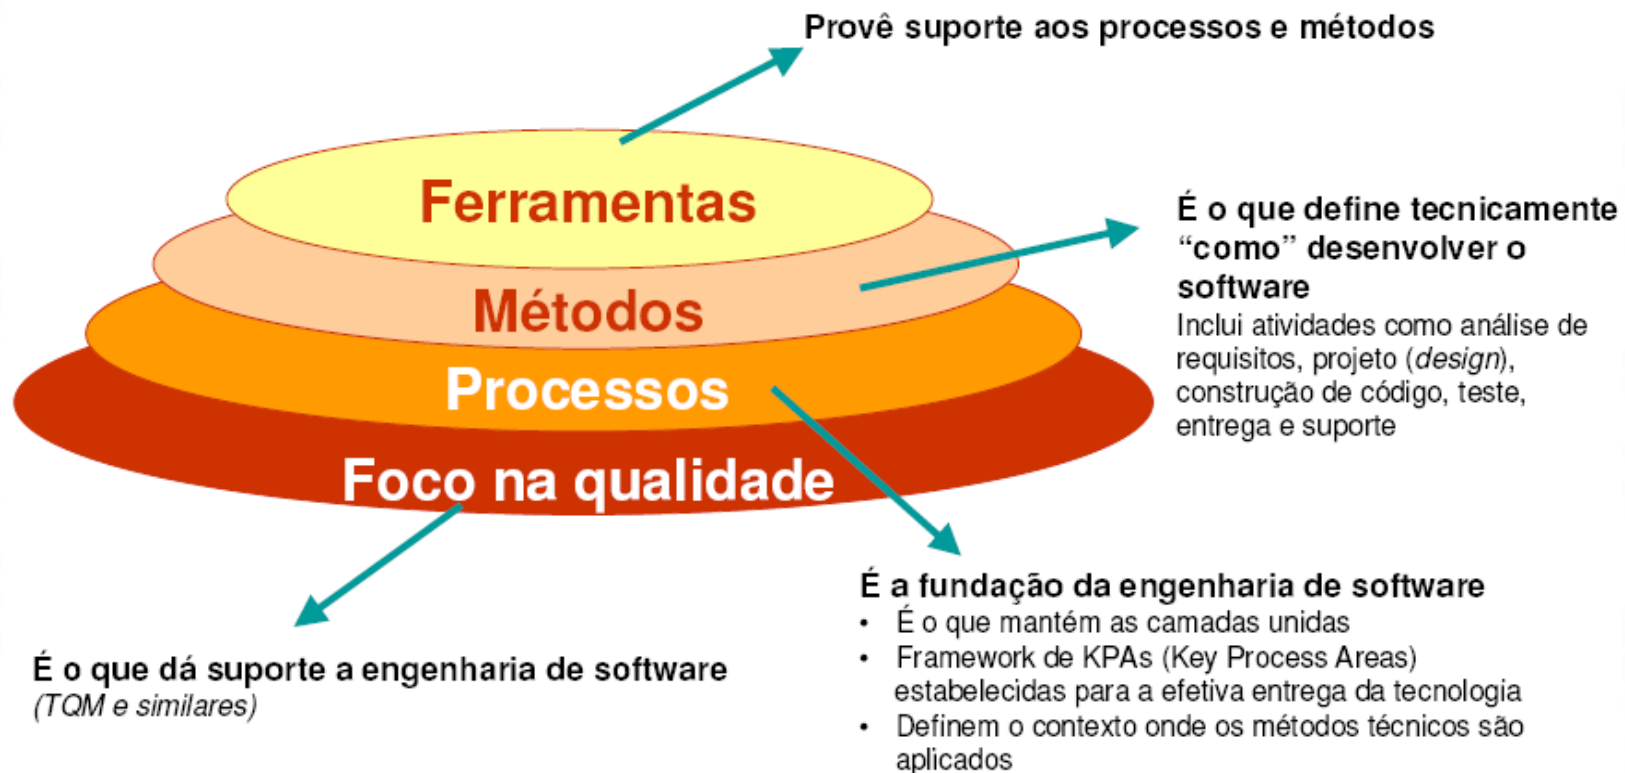 Provê suporte aos processos e métodos
Ferramentas
Métodos
Processos
Foco na qualidade
É o que define tecnicamente
“como” desenvolver o
software
Inclui atividades como análise de
requisitos, projeto (design),
construção de código, teste,
entrega e suporte
É o que dá suporte a engenharia de software
(TQM e similares)
É a fundação da engenharia de software
• É o que mantém as camadas unidas
• Framework de KPAs (Key Process Areas)
estabelecidas para a efetiva entrega da tecnologia
• Definem o contexto onde os métodos técnicos são
aplicados